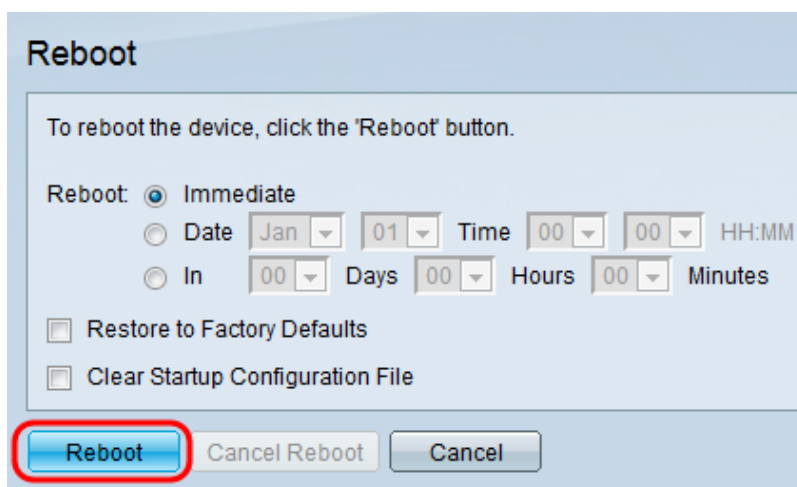 Reboot
To reboot the device, click the 'Reboot' button.
Reboot: Immediate
Date Jan 01 Time 00 00 HH:MM
In 00 Days 00 Hours 00 Minutes
Restore to Factory Defaults
Clear Startup Configuration File
Reboot Cancel Reboot Cancel